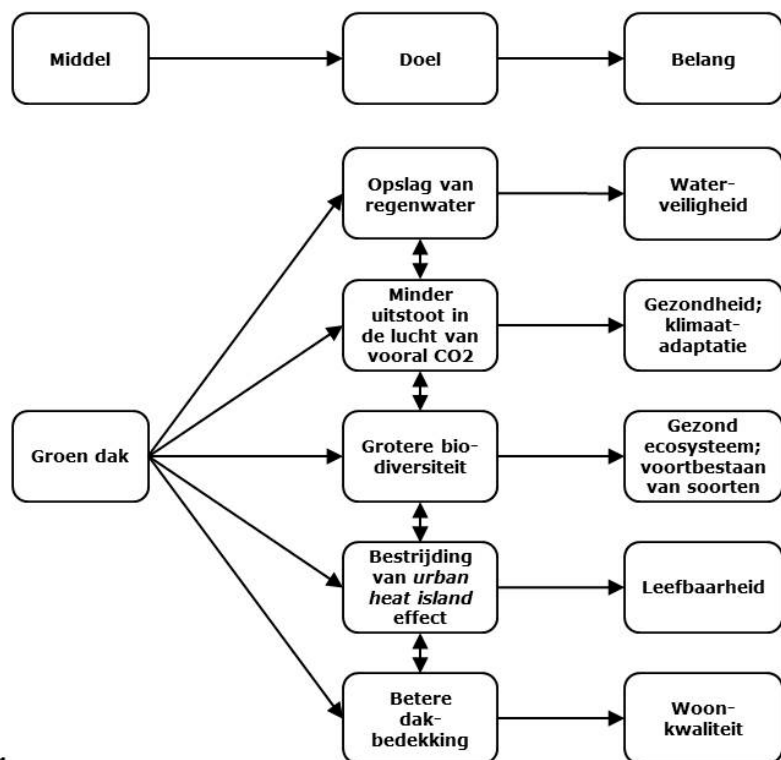 Middel
Doel
Belang
Opslag van
regenwater
Water-
veiligheid
Minder
uitstoot in
de lucht van
vooral CO2
Gezondheid;
klimaat-
adaptatie
Groen dak
Grotere bio-
diversiteit
Gezond
ecosysteem;
voortbestaan
van soorten
Bestrijding
van urban
heat island
effect
Leefbaarheid
Betere
dak-
bedekking
Woon-
kwaliteit